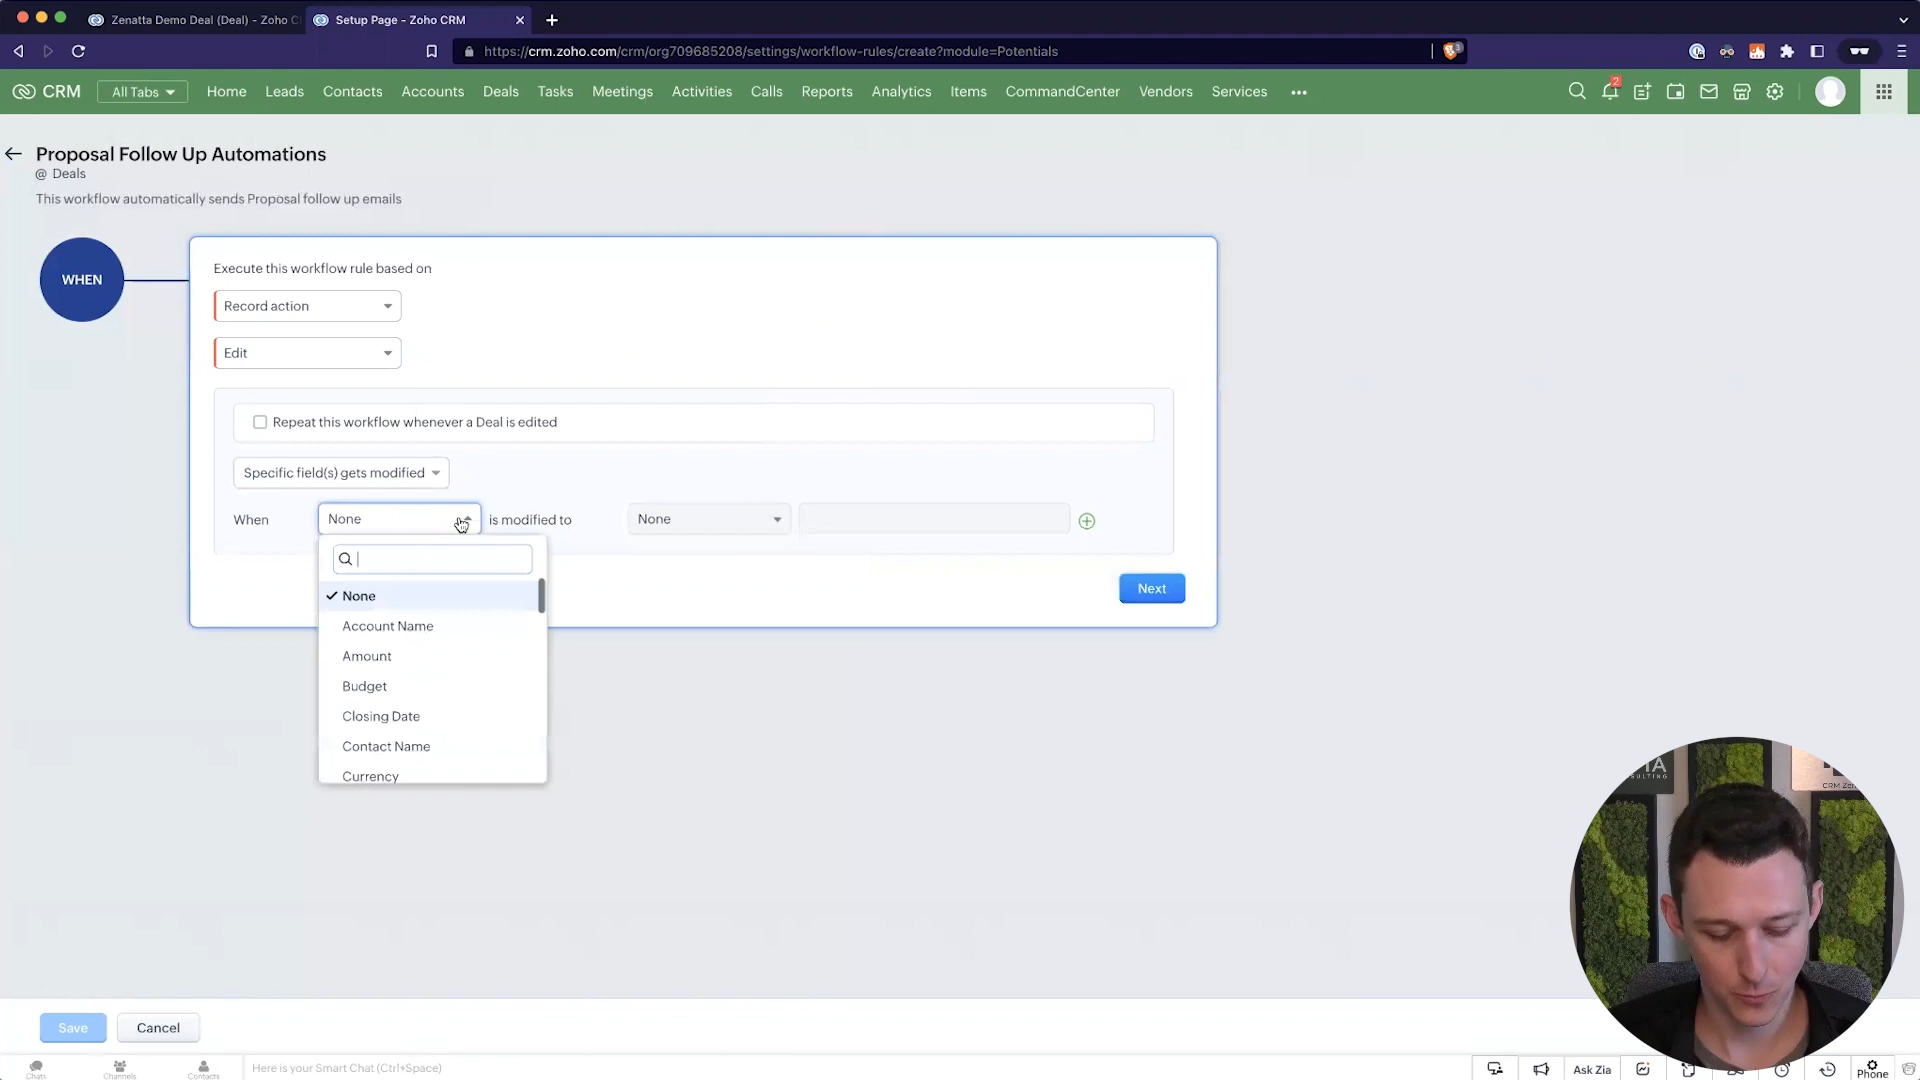 Zenatta Demo Deal (Deal) - Zoho C
Setup Page - Zoho CRM
https://crm.zoho.com/crm/org709685208/settings/workflow-rules/create?module=Potentials
3
CRM
All Tabs
Home
Leads
Contacts
Accounts
Deals
Tasks
Meetings
Activities
Calls
Reports
Analytics
Items
CommandCenter
Vendors
Services
2
Proposal Follow Up Automations
@ Deals
This workflow automatically sends Proposal follow up emails
WHEN
Execute this workflow rule based on
Record action
Edit
Repeat this workflow whenever a Deal is edited
Specific field(s) gets modified
When
None
is modified to
None
None
Account Name
Amount
Budget
Closing Date
Contact Name
Currency
Next
Save
Cancel
Chats
Channels
Contacts
Here is your Smart Chat (Ctrl+Space)
Ask Zia
Phone